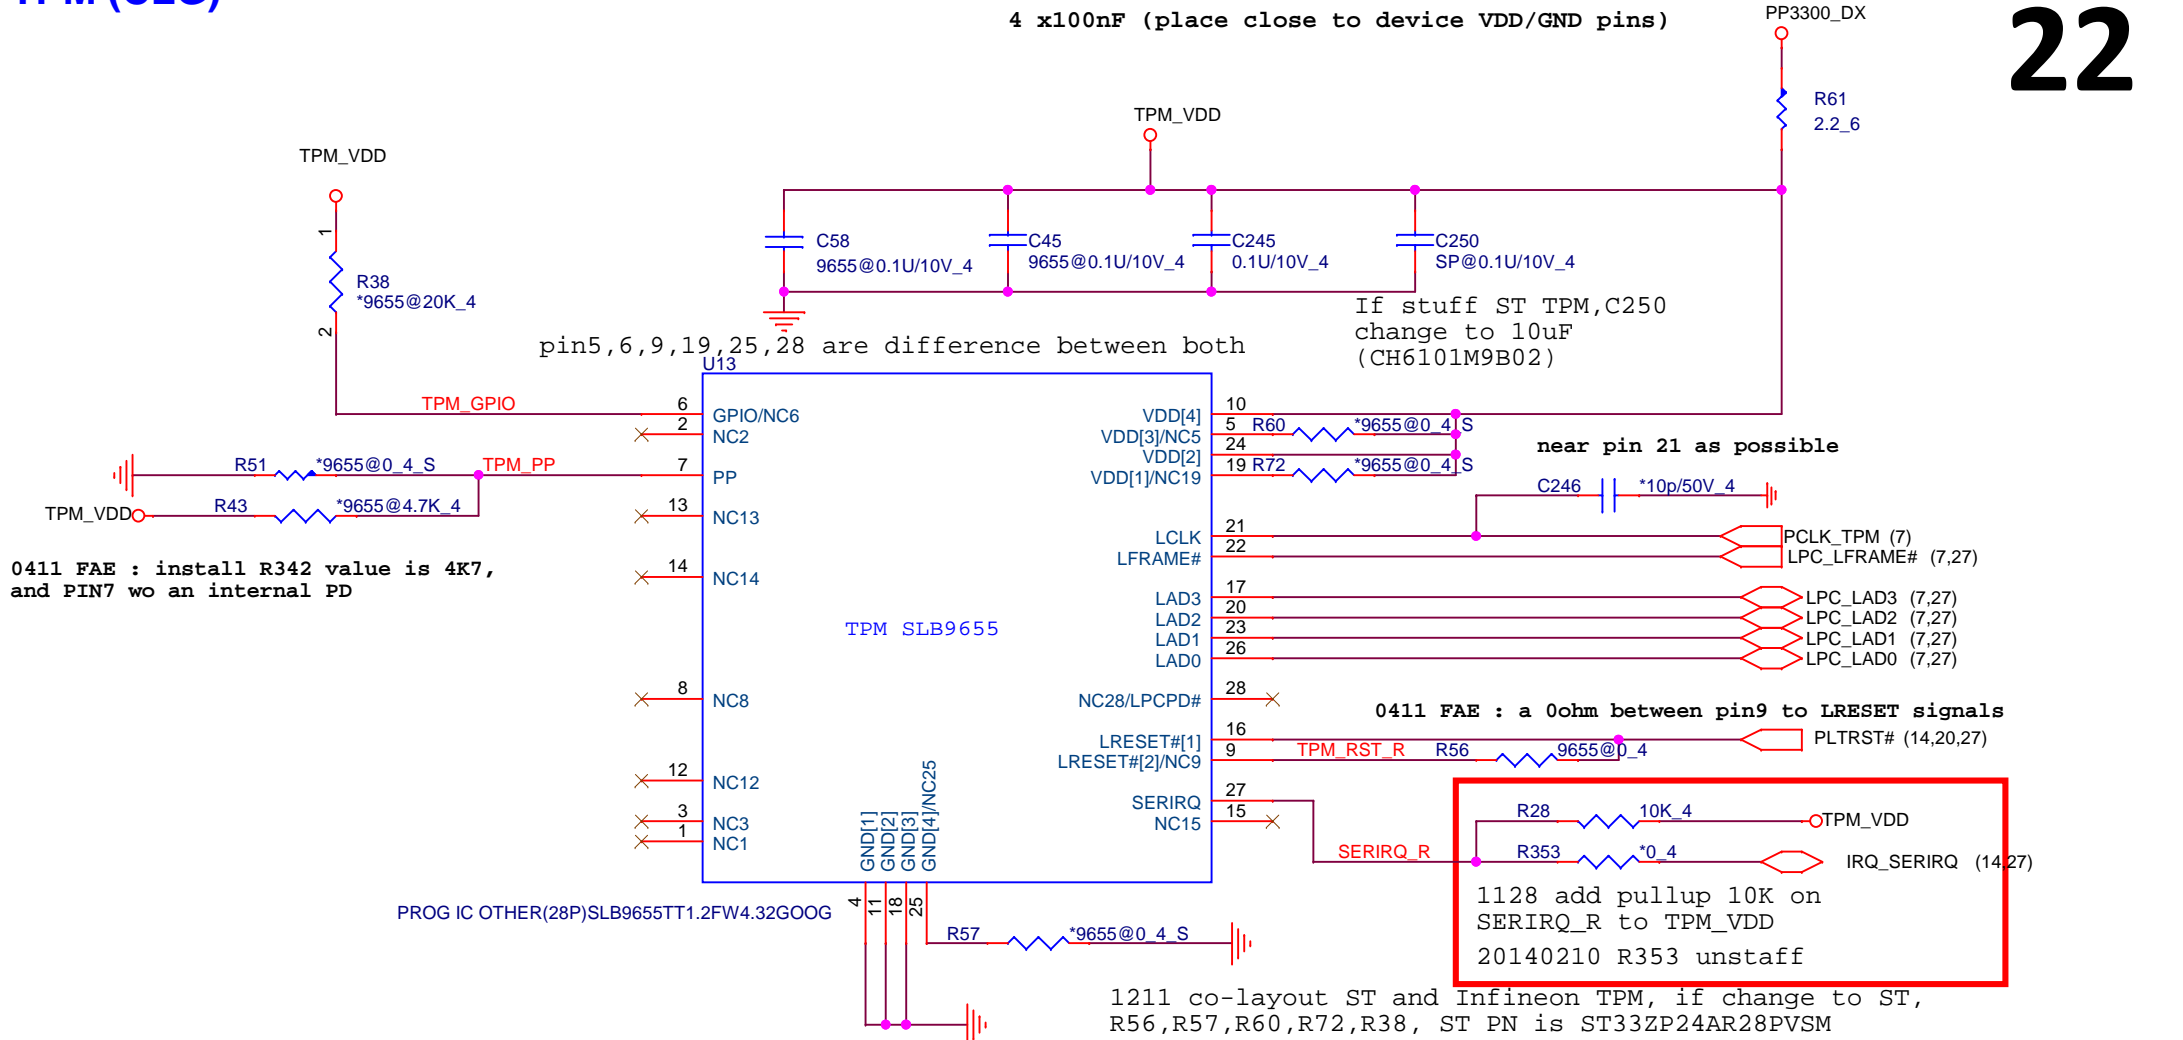 4 x100nF (place close to device VDD/GND pins)
PP3300_DX
22
R61
2.2_6
TPM_VDD
TPM_VDD
1
R38
*9655@20K_4
2
C58
9655@0.1U/10V_4
C45
9655@0.1U/10V_4
C245
0.1U/10V_4
C250
SP@0.1U/10V_4
If stuff ST TPM,C250
change to 10uF
(CH6101M9B02)
pin5,6,9,19,25,28 are difference between both
U13
TPM_GPIO
6
GPIO/NC6
2
NC2
R51
*9655@0_4_S
TPM_PP
7
PP
TPM_VDD
R43
*9655@4.7K_4
13
NC13
0411 FAE : install R342 value is 4K7,
and PIN7 wo an internal PD
14
NC14
TPM SLB9655
8
NC8
12
NC12
3
NC3
1
NC1
VDD[4]
10
VDD[3]/NC5
5
R60
*9655@0_4_S
VDD[2]
24
VDD[1]/NC19
19
R72
*9655@0_4_S
near pin 21 as possible
C246
*10p/50V_4
LCLK
21
PCLK_TPM (7)
LFRAME#
22
LPC_LFRAME# (7,27)
LAD3
17
LPC_LAD3 (7,27)
LAD2
20
LPC_LAD2 (7,27)
LAD1
23
LPC_LAD1 (7,27)
LAD0
26
LPC_LAD0 (7,27)
NC28/LPCPD#
28
0411 FAE : a 0ohm between pin9 to LRESET signals
LRESET#[1]
16
PLTRST# (14,20,27)
LRESET#[2]/NC9
9
TPM_RST_R
R56
9655@0_4
SERIRQ
27
NC15
15
R28
10K_4
TPM_VDD
SERIRQ_R
R353
*0_4
IRQ_SERIRQ (14,27)
1128 add pullup 10K on
SERIRQ_R to TPM_VDD
20140210 R353 unstaff
GND[1]
GND[2]
GND[3]
GND[4]/NC25
4
11
18
25
PROG IC OTHER(28P)SLB9655TT1.2FW4.32GOOG
R57
*9655@0_4_S
1211 co-layout ST and Infineon TPM, if change to ST,
R56,R57,R60,R72,R38, ST PN is ST33ZP24AR28PVSM